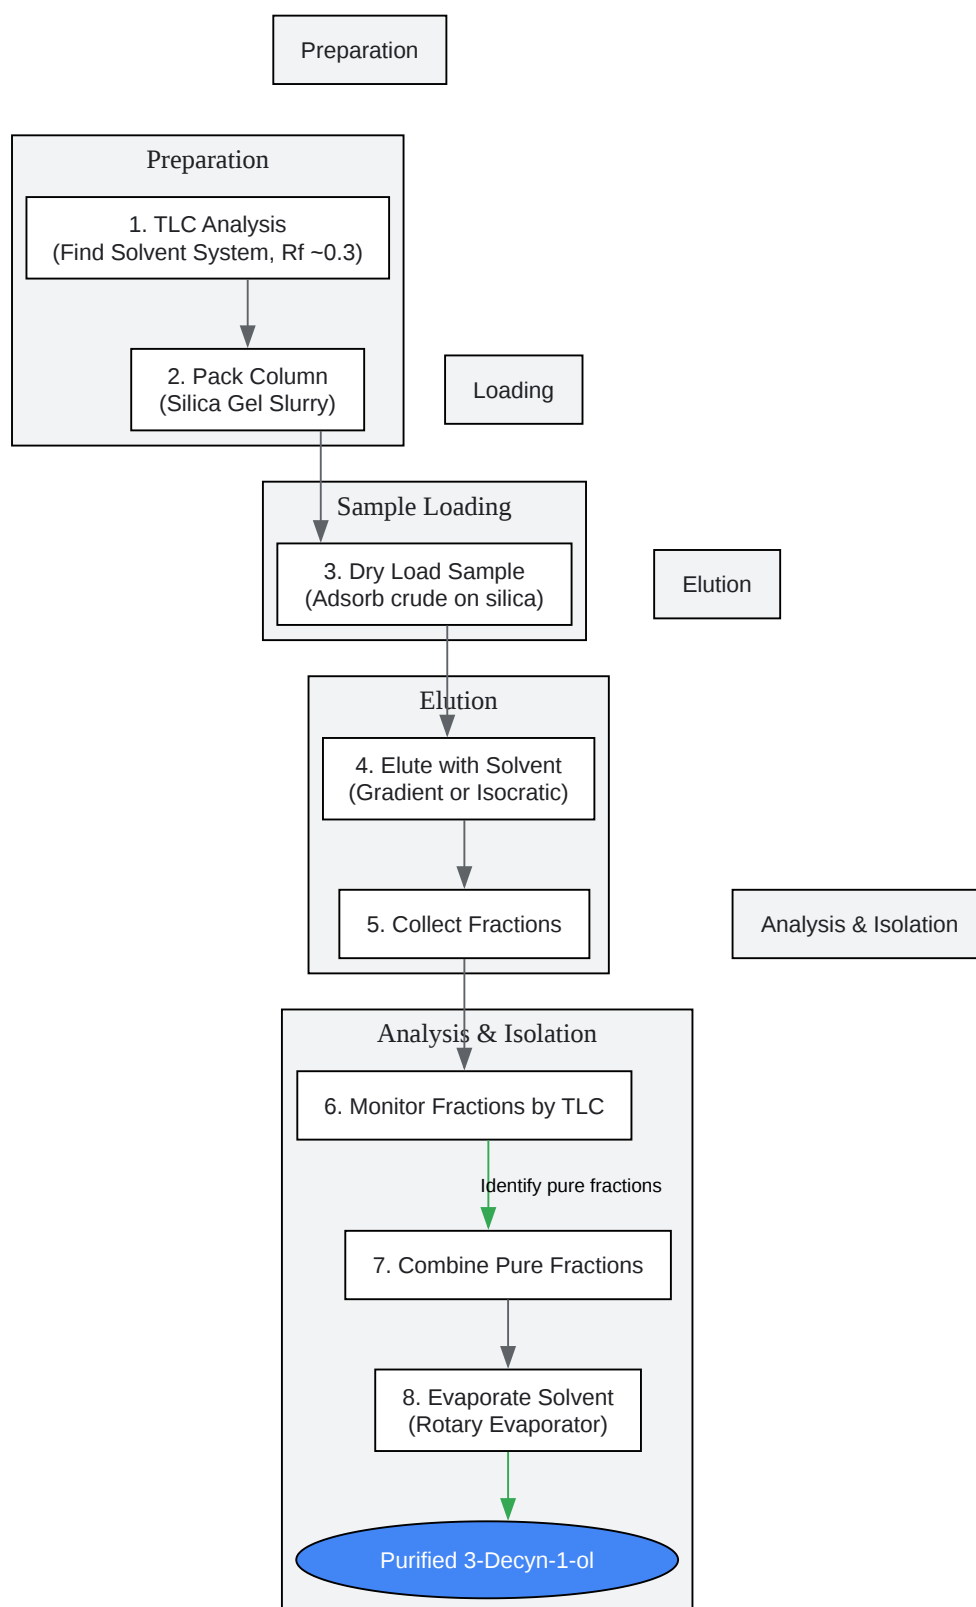 Preparation
Preparation
1. TLC Analysis
(Find Solvent System, Rf ~0.3)
2. Pack Column
(Silica Gel Slurry)
Loading
Sample Loading
3. Dry Load Sample
(Adsorb crude on silica)
Elution
Elution
4. Elute with Solvent
(Gradient or Isocratic)
5. Collect Fractions
Analysis & Isolation
Analysis & Isolation
6. Monitor Fractions by TLC
Identify pure fractions
7. Combine Pure Fractions
8. Evaporate Solvent
(Rotary Evaporator)
Purified 3-Decyn-1-ol